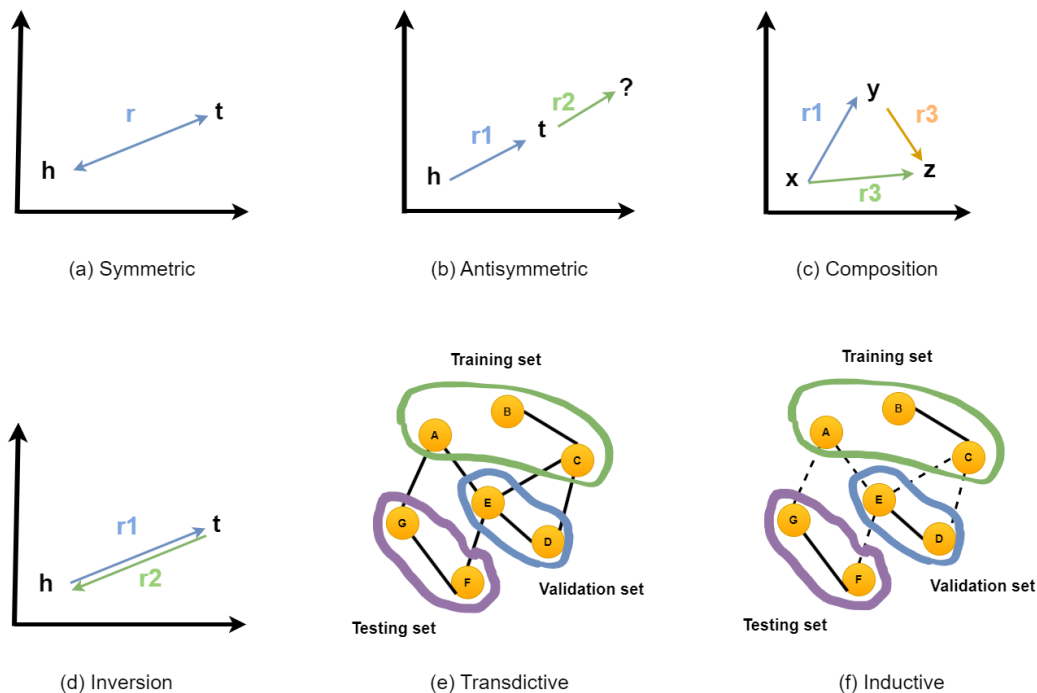 r
t
h
(a) Symmetric
?
r2
r1
t
h
(b) Antisymmetric
y
r1
r3
x
z
r3
(c) Composition
r1
t
h
r2
(d) Inversion
Training set
B
A
C
E
G
D
F
Validation set
Testing set
(e) Transdictive
Training set
B
A
C
E
G
D
F
Validation set
Testing set
(f) Inductive